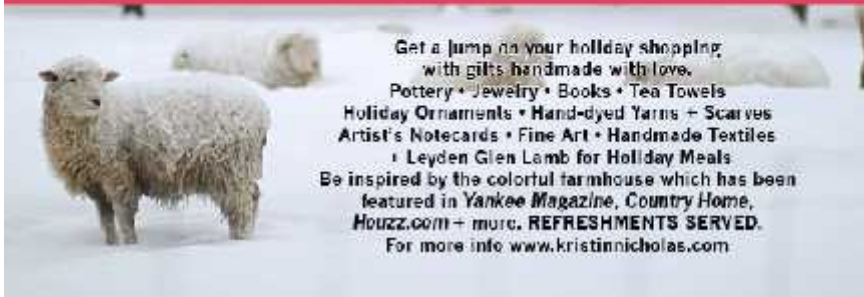 Get a jump on your holiday shopping
with gifts handmade with love.
Pottery • Jewelry • Books • Tea Towels
Holiday Ornaments • Hand-dyed Yarns + Scarves
Artist's Notecards • Fine Art • Handmade Textiles
+ Leyden Glen Lamb for Holiday Meals
Be inspired by the colorful farmhouse which has been
featured in Yankee Magazine, Country Home,
Houzz.com + more. REFRESHMENTS SERVED.
For more info www.kristinnicholas.com